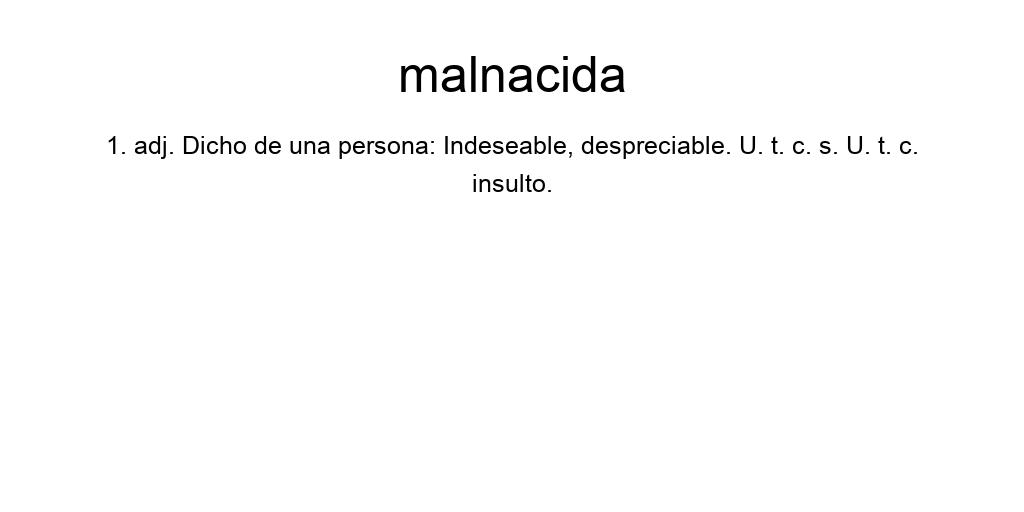 malnacida
1. adj. Dicho de una persona: Indeseable, despreciable. U. t. c. s. U. t. c.
insulto.